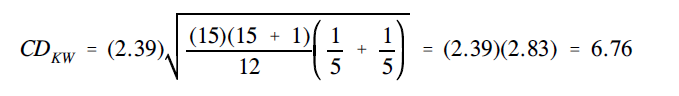 CD_KW = (2.39)√((15)(15 + 1)/12 (1/5 + 1/5)) = (2.39)(2.83) = 6.76